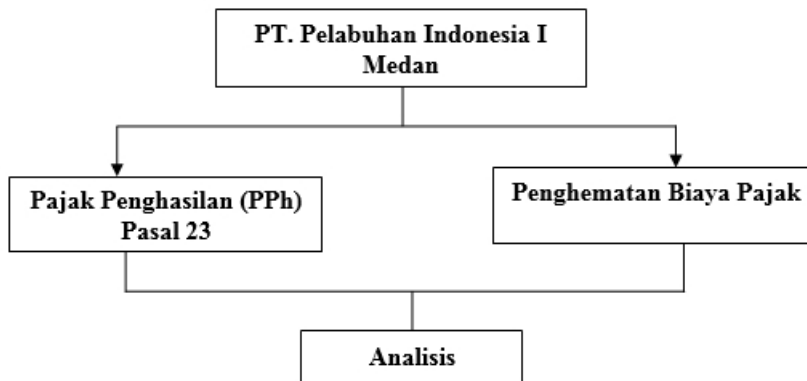 PT. Pelabuhan Indonesia I
Medan
Pajak Penghasilan (PPh)
Pasal 23
Penghematan Biaya Pajak
Analisis